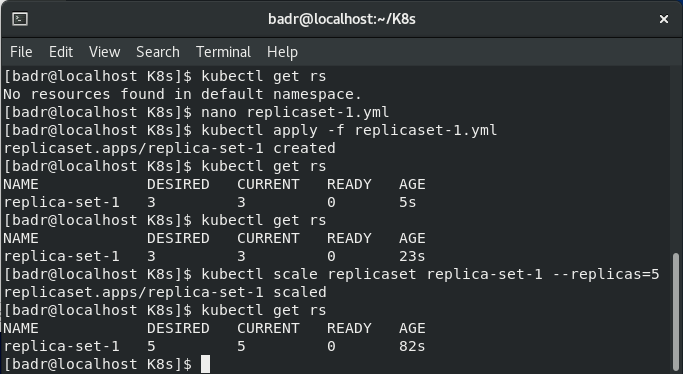 badr@localhost:~/K8s
File Edit View Search Terminal Help
[badr@localhost K8s]$ kubectl get rs
No resources found in default namespace.
[badr@localhost K8s]$ nano replicaset-1.yml
[badr@localhost K8s]$ kubectl apply -f replicaset-1.yml
replicaset.apps/replica-set-1 created
[badr@localhost K8s]$ kubectl get rs
NAME            DESIRED   CURRENT   READY   AGE
replica-set-1   3         3         0       5s
[badr@localhost K8s]$ kubectl get rs
NAME            DESIRED   CURRENT   READY   AGE
replica-set-1   3         3         0       23s
[badr@localhost K8s]$ kubectl scale replicaset replica-set-1 --replicas=5
replicaset.apps/replica-set-1 scaled
[badr@localhost K8s]$ kubectl get rs
NAME            DESIRED   CURRENT   READY   AGE
replica-set-1   5         5         0       82s
[badr@localhost K8s]$